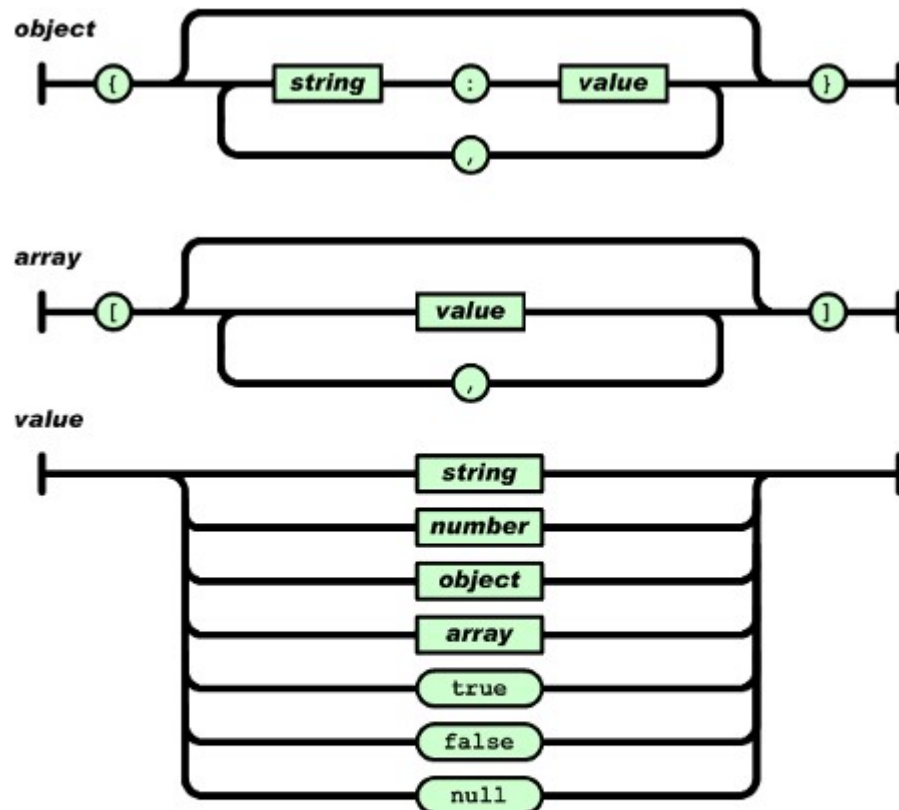 object
{ string : value }
,
array
[ value ]
,
value
string
number
object
array
true
false
null